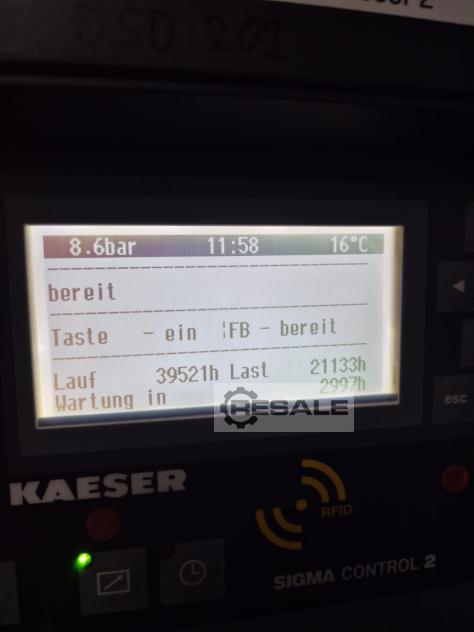 DSD 202
8.6bar 11:58 16°C
bereit
Taste - ein ¦FB - bereit
Lauf 39521h Last 21133h
Wartung in 2997h
RESALE
esc
KAESER
RFID
SIGMA CONTROL 2